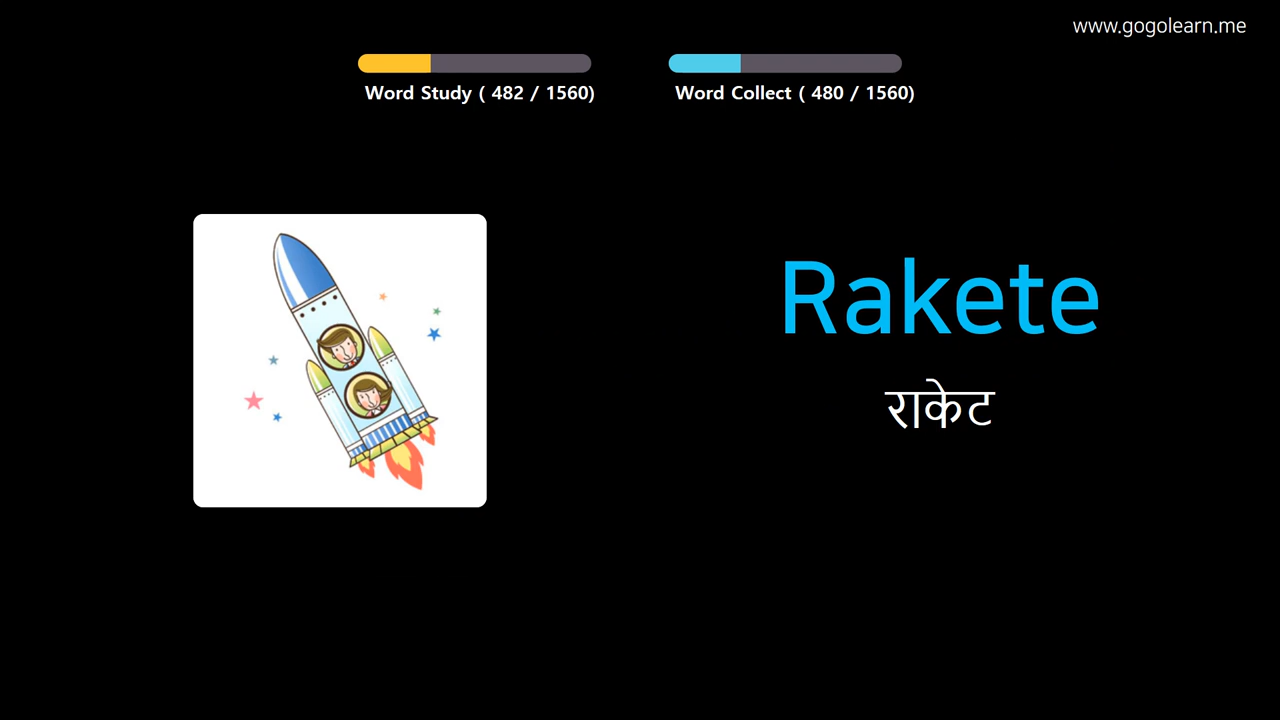 www.gogolearn.me
Word Study ( 482 / 1560)
Word Collect ( 480 / 1560)
Rakete
राकेट